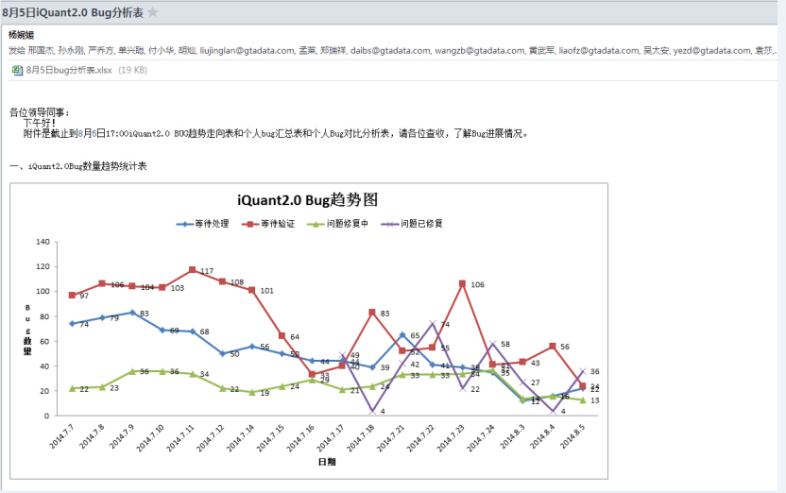 8月5日iQuant2.0 Bug分析表
杨婉媚
发给 邢国杰, 孙永刚, 严乔方, 单兴聪, 付小华, 胡灿, liujinglan@gtadata.com, 孟莱, 郑瑞祥, daibs@gtadata.com, wangzb@gtadata.com, 黄武军, liaofz@gtadata.com, 吴太安, yezd@gtadata.com, 袁莎,...
8月5日bug分析表.xlsx (19 KB)
各位领导同事：
下午好！
附件是截止到8月5日17:00iQuant2.0 BUG趋势走向表和个人bug汇总表和个人Bug对比分析表，请各位查收，了解Bug进展情况。
一、iQuant2.0Bug数量趋势统计表
iQuant2.0 Bug趋势图
等待处理 等待验证 问题修复中 问题已修复
140
120
100
80
60
40
20
0
Bug数量
97 106 104 103 117 108 101 64 33 40 83 52 55 106 43 56 24
74 79 83 69 68 50 56 50 44 44 39 65 41 35 12 16 22
22 23 36 36 34 22 19 24 29 21 24 33 33 34 14 16 13
49 4 42 74 22 58 27 4 36
2014.7.7 2014.7.8 2014.7.9 2014.7.10 2014.7.11 2014.7.12 2014.7.14 2014.7.15 2014.7.16 2014.7.17 2014.7.18 2014.7.21 2014.7.22 2014.7.23 2014.7.24 2014.8.3 2014.8.4 2014.8.5
日期